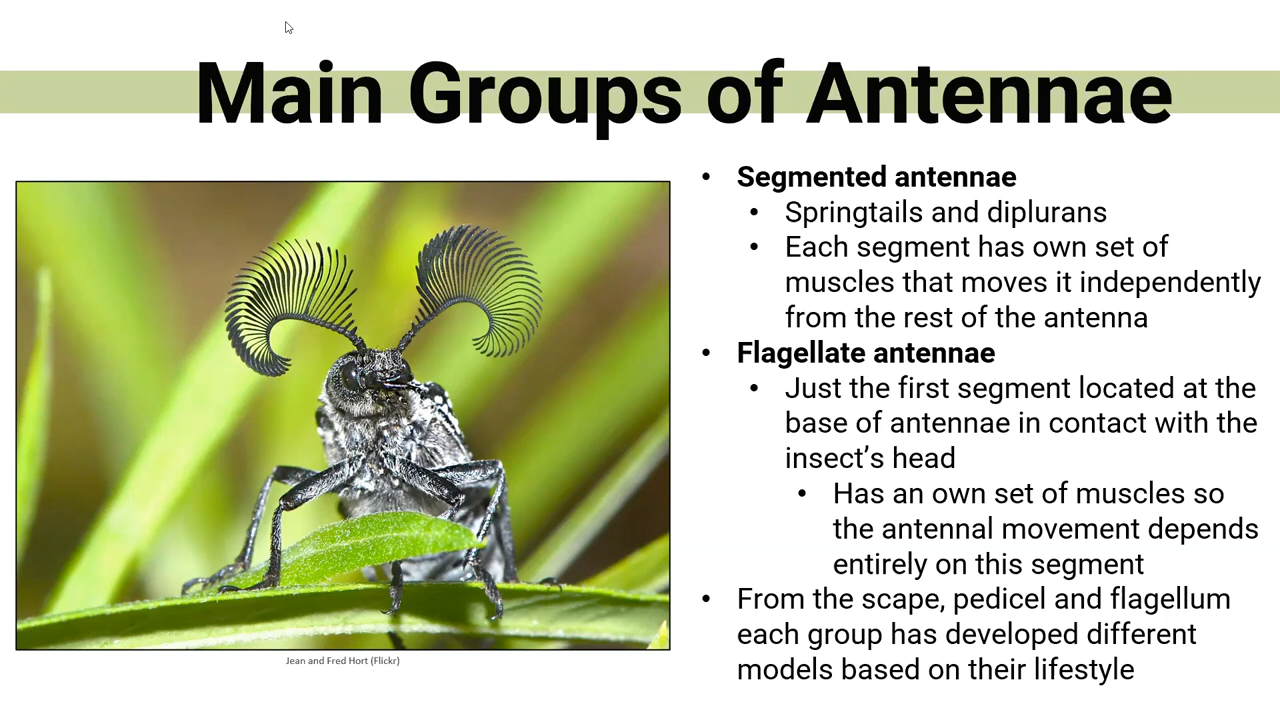 Main Groups of Antennae
• Segmented antennae
• Springtails and diplurans
• Each segment has own set of
muscles that moves it independently
from the rest of the antenna
• Flagellate antennae
• Just the first segment located at the
base of antennae in contact with the
insect’s head
• Has an own set of muscles so
the antennal movement depends
entirely on this segment
• From the scape, pedicel and flagellum
each group has developed different
models based on their lifestyle
Jean and Fred Hort (Flickr)